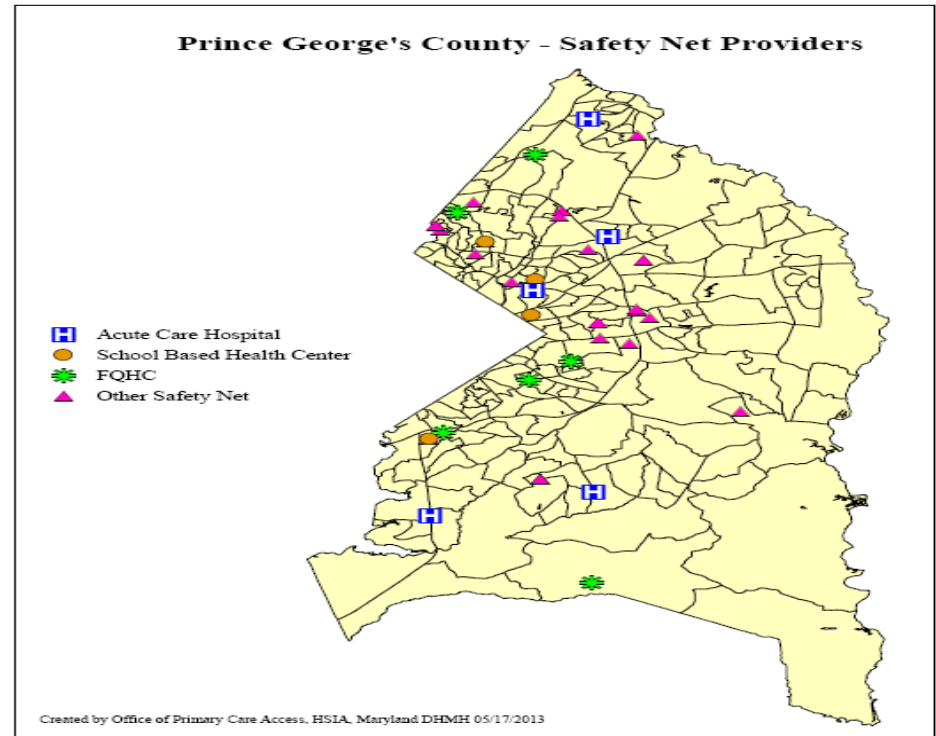 Prince George's County - Safety Net Providers
H
H
H
H Acute Care Hospital
School Based Health Center
FQHC
Other Safety Net
H
H
Created by Office of Primary Care Access, HSIA, Maryland DHMH 05/17/2013